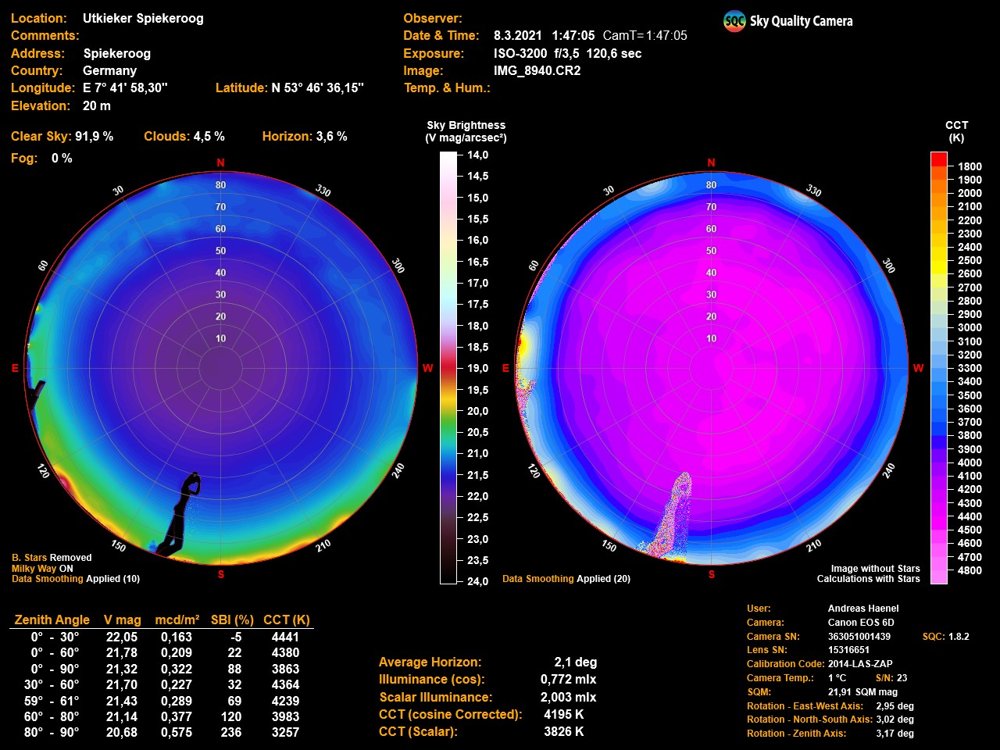 Location: Utkieker Spiekeroog
Comments:
Address: Spiekeroog
Country: Germany
Longitude: E 7° 41' 58,30" Latitude: N 53° 46' 36,15"
Elevation: 20 m
Observer:
Date & Time: 8.3.2021 1:47:05 CamT= 1:47:05
Exposure: ISO-3200 f/3,5 120,6 sec
Image: IMG_8940.CR2
Temp. & Hum.:
SQC Sky Quality Camera
Clear Sky: 91,9 % Clouds: 4,5 % Horizon: 3,6 %
Fog: 0 %
N
30
330
80
70
60
50
40
30
20
10
60
300
E
W
120
240
150
210
S
B. Stars Removed
Milky Way ON
Data Smoothing Applied (10)
Sky Brightness
(V mag/arcsec²)
14,0
14,5
15,0
15,5
16,0
16,5
17,0
17,5
18,0
18,5
19,0
19,5
20,0
20,5
21,0
21,5
22,0
22,5
23,0
23,5
24,0
N
30
330
80
70
60
50
40
30
20
10
60
300
E
W
120
240
150
210
S
Data Smoothing Applied (20)
Image without Stars
Calculations with Stars
CCT
(K)
1800
1900
2000
2100
2200
2300
2400
2500
2600
2700
2800
2900
3000
3100
3200
3300
3400
3500
3600
3700
3800
3900
4000
4100
4200
4300
4400
4500
4600
4700
4800
Zenith Angle V mag mcd/m² SBI (%) CCT (K)
0° - 30° 22,05 0,163 -5 4441
0° - 60° 21,78 0,209 22 4380
0° - 90° 21,32 0,322 88 3863
30° - 60° 21,70 0,227 32 4364
59° - 61° 21,43 0,289 69 4239
60° - 80° 21,14 0,377 120 3983
80° - 90° 20,68 0,575 236 3257
Average Horizon: 2,1 deg
Illuminance (cos): 0,772 mlx
Scalar Illuminance: 2,003 mlx
CCT (cosine Corrected): 4195 K
CCT (Scalar): 3826 K
User: Andreas Haenel
Camera: Canon EOS 6D
Camera SN: 363051001439 SQC: 1.8.2
Lens SN: 15316651
Calibration Code: 2014-LAS-ZAP
Camera Temp.: 1 °C S/N: 23
SQM: 21,91 SQM mag
Rotation - East-West Axis: 2,95 deg
Rotation - North-South Axis: 3,02 deg
Rotation - Zenith Axis: 3,17 deg